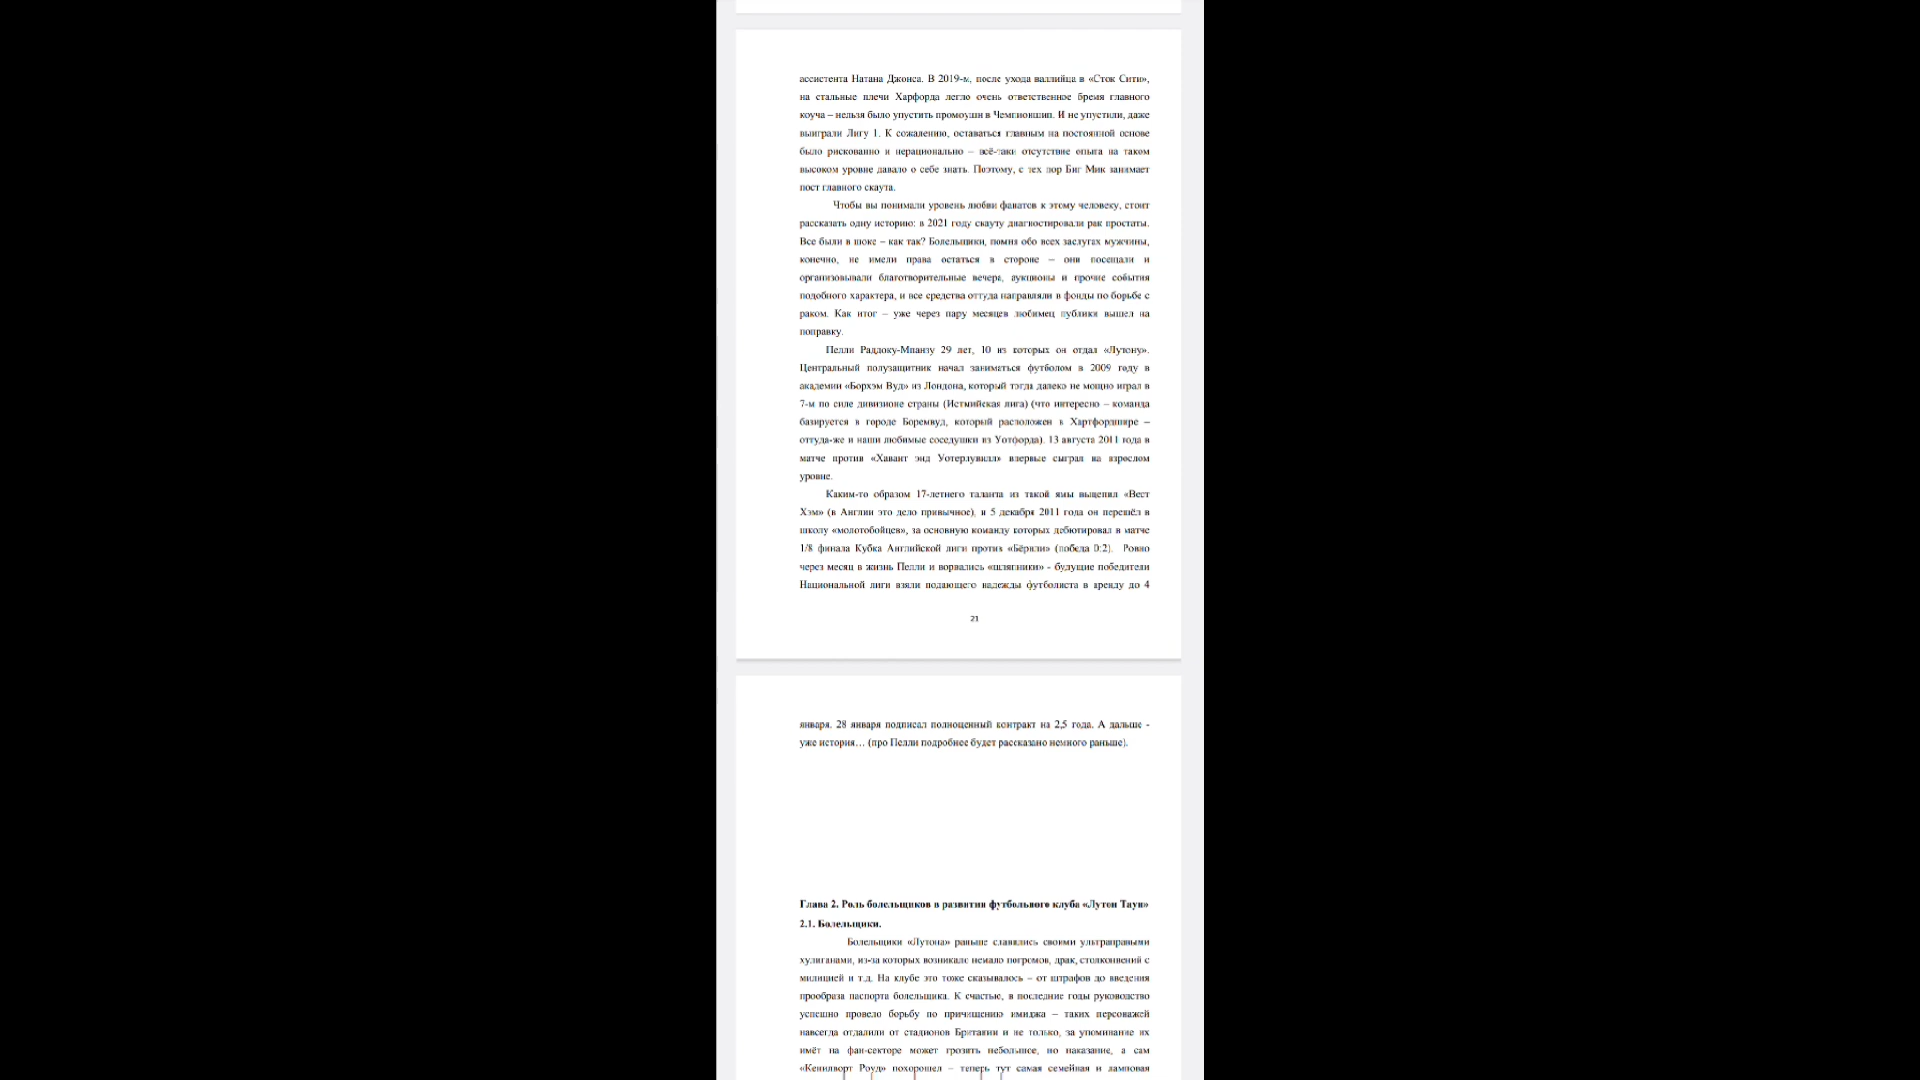 ассистента Натана Джонса. В 2019-м, после ухода валлийца в «Сток Сити»,
на стальные плечи Харфорда легло очень ответственное бремя главного
коуча – нельзя было упустить промоушн в Чемпионшип. И не упустили, даже
выиграли Лигу 1. К сожалению, оставаться главным на постоянной основе
было рискованно и нерационально – всё-таки отсутствие опыта на таком
высоком уровне давало о себе знать. Поэтому, с тех пор Биг Мик занимает
пост главного скаута.
Чтобы вы понимали уровень любви фанатов к этому человеку, стоит
рассказать одну историю: в 2021 году скауту диагностировали рак простаты.
Все были в шоке – как так? Болельщики, помня обо всех заслугах мужчины,
конечно, не имели права остаться в стороне – они посещали и
организовывали благотворительные вечера, аукционы и прочие события
подобного характера, и все средства оттуда направляли в фонды по борьбе с
раком. Как итог – уже через пару месяцев любимец публики вышел на
поправку.
Пелли Раддоку-Мпанзу 29 лет, 10 из которых он отдал «Лутону».
Центральный полузащитник начал заниматься футболом в 2009 году в
академии «Борхэм Вуд» из Лондона, который тогда далеко не мощно играл в
7-м по силе дивизионе страны (Истмийская лига) (что интересно – команда
базируется в городе Боремвуд, который расположен в Хартфордшире –
оттуда-же и наши любимые соседушки из Уотфорда). 13 августа 2011 года в
матче против «Хавант энд Уотерлувилл» впервые сыграл на взрослом
уровне.
Каким-то образом 17-летнего таланта из такой ямы выцепил «Вест
Хэм» (в Англии это дело привычное), и 5 декабря 2011 года он перешёл в
школу «молотобойцев», за основную команду которых дебютировал в матче
1/8 финала Кубка Английской лиги против «Бёрнли» (победа 0:2). Ровно
через месяц в жизнь Пелли и ворвались «шляпники» - будущие победители
Национальной лиги взяли подающего надежды футболиста в аренду до 4
21
января. 28 января подписал полноценный контракт на 2,5 года. А дальше -
уже история… (про Пелли подробнее будет рассказано немного раньше).
Глава 2. Роль болельщиков в развитии футбольного клуба «Лутон Таун»
2.1. Болельщики.
Болельщики «Лутона» раньше славились своими ультраправыми
хулиганами, из-за которых возникало немало погромов, драк, столкновений с
милицией и т.д. На клубе это тоже сказывалось – от штрафов до введения
прообраза паспорта болельщика. К счастью, в последние годы руководство
успешно провело борьбу по причищению имиджа – таких персонажей
навсегда отдалили от стадионов Британии и не только, за упоминание их
имёт на фан-секторе может грозить небольшое, но наказание, а сам
«Кенилворт Роуд» похорошел – теперь тут самая семейная и ламповая